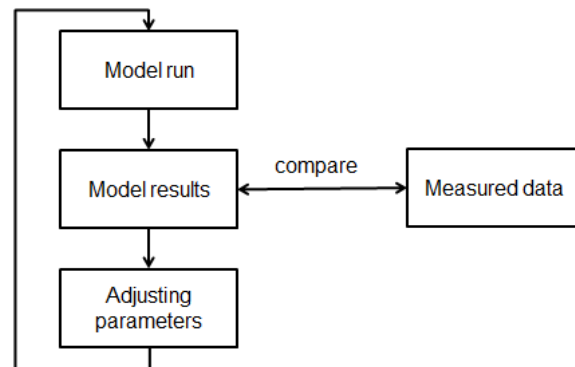 Model run
compare
Model results
Measured data
Adjusting
parameters